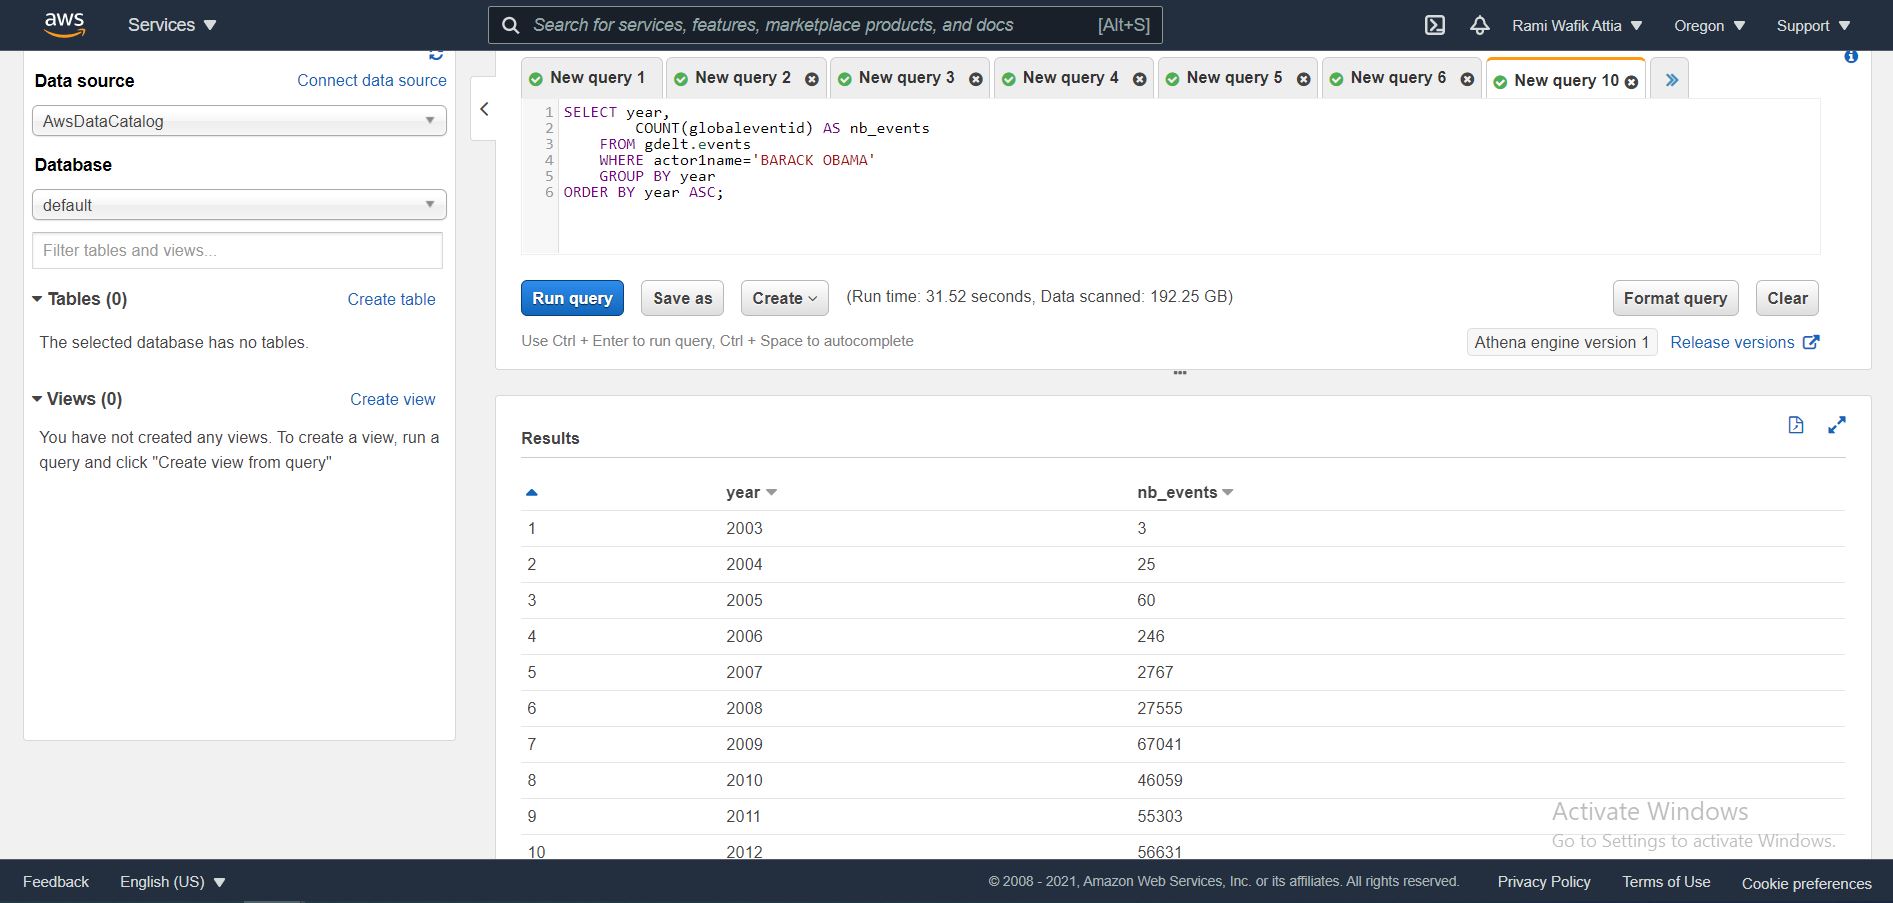 aws
Services
Search for services, features, marketplace products, and docs [Alt+S]
Rami Wafik Attia
Oregon
Support
Data source
Connect data source
AwsDataCatalog
Database
default
Filter tables and views...
Tables (0)
Create table
The selected database has no tables.
Views (0)
Create view
You have not created any views. To create a view, run a
query and click "Create view from query"
New query 1
New query 2
New query 3
New query 4
New query 5
New query 6
New query 10
1 SELECT year,
2 COUNT(globaleventid) AS nb_events
3 FROM gdelt.events
4 WHERE actor1name='BARACK OBAMA'
5 GROUP BY year
6 ORDER BY year ASC;
Run query
Save as
Create
(Run time: 31.52 seconds, Data scanned: 192.25 GB)
Format query
Clear
Use Ctrl + Enter to run query, Ctrl + Space to autocomplete
Athena engine version 1
Release versions
Results
year nb_events
1 2003 3
2 2004 25
3 2005 60
4 2006 246
5 2007 2767
6 2008 27555
7 2009 67041
8 2010 46059
9 2011 55303
10 2012 56631
Activate Windows
Go to Settings to activate Windows.
Feedback
English (US)
© 2008 - 2021, Amazon Web Services, Inc. or its affiliates. All rights reserved.
Privacy Policy
Terms of Use
Cookie preferences